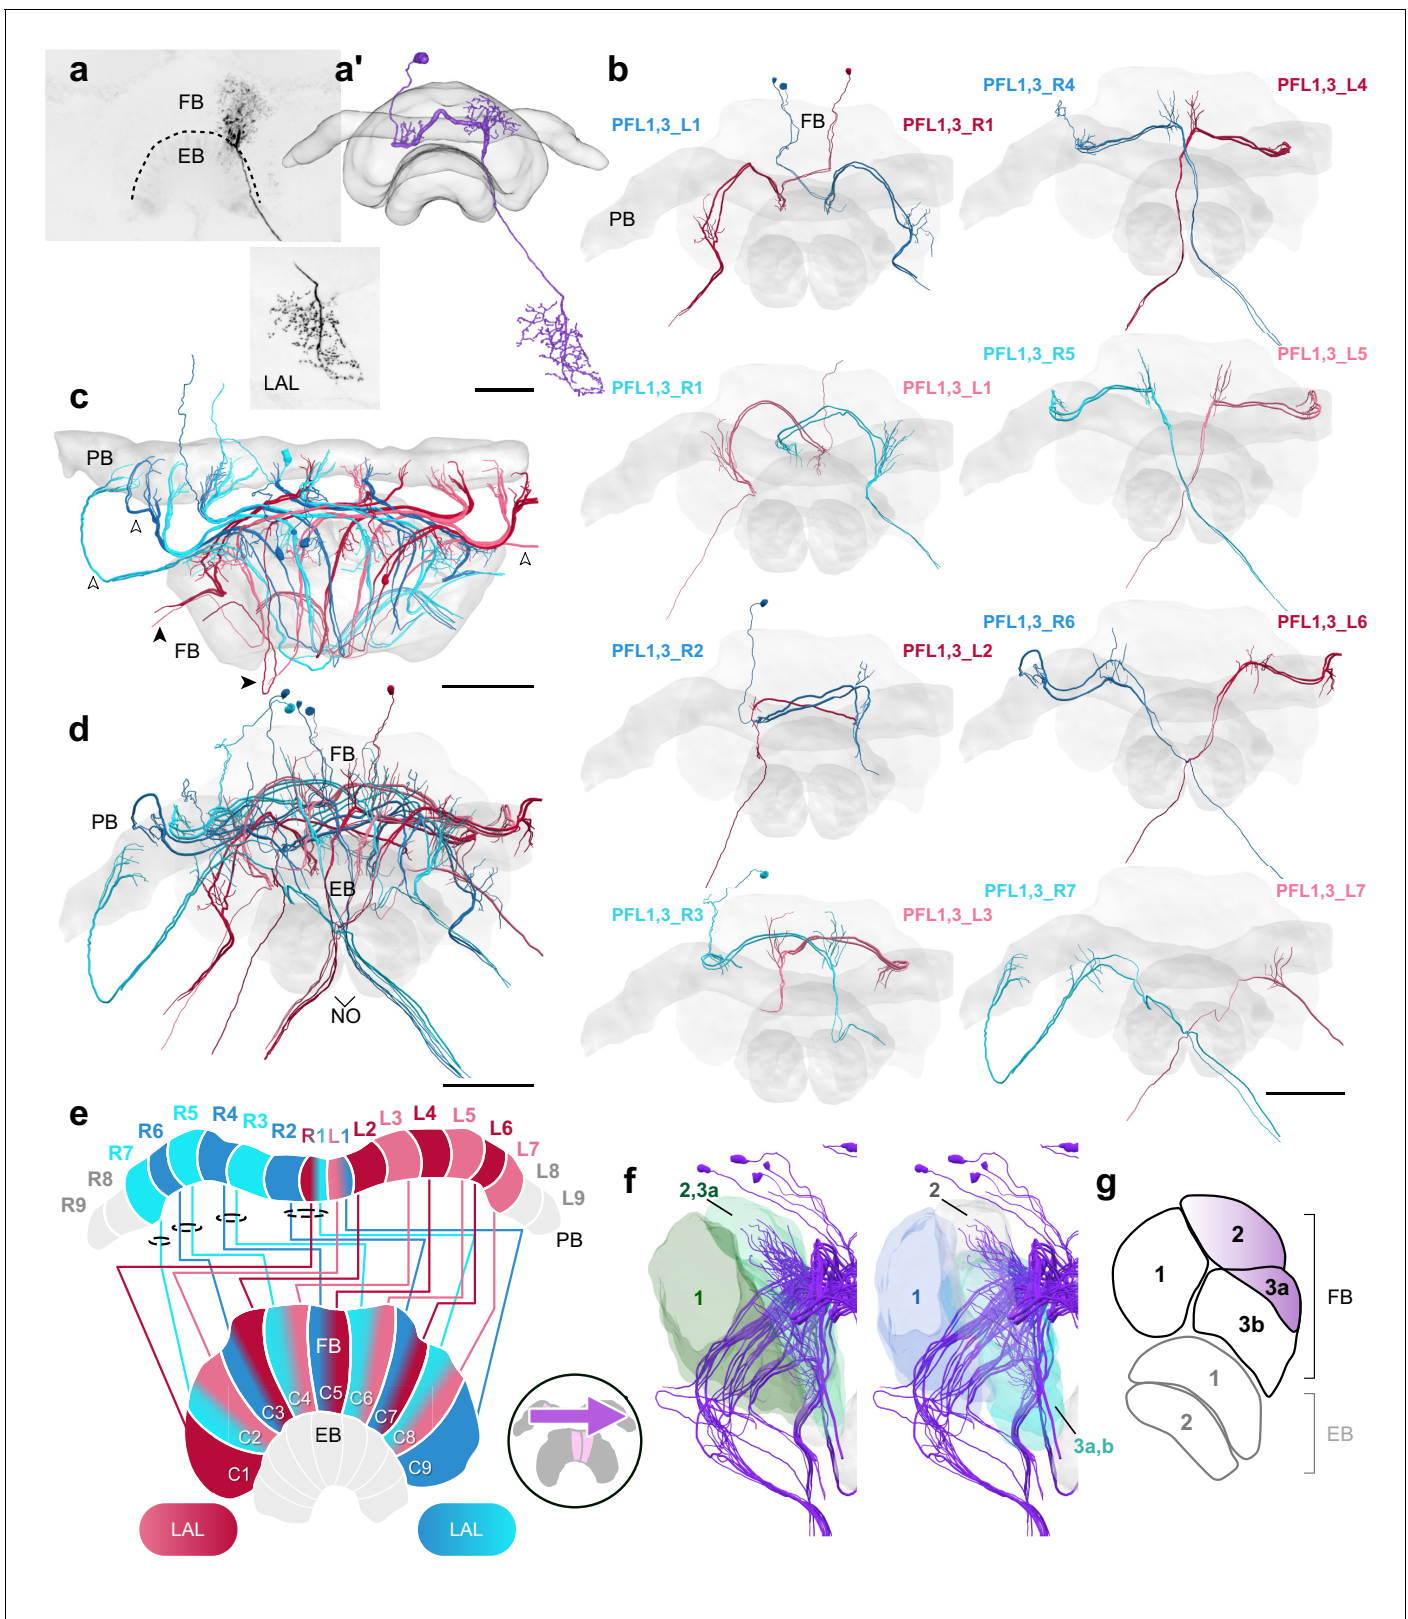 a
FB
EB
LAL
a'
b
PFL1,3_L1
FB
PFL1,3_R1
PB
PFL1,3_R4
PFL1,3_L4
PFL1,3_R1
PFL1,3_L1
PFL1,3_R5
PFL1,3_L5
PFL1,3_R2
PFL1,3_L2
PFL1,3_R6
PFL1,3_L6
PFL1,3_R3
PFL1,3_L3
PFL1,3_R7
PFL1,3_L7
c
PB
FB
d
FB
PB
EB
NO
e
R9 R8 R7 R6 R5 R4 R3 R2 R1 L1 L2 L3 L4 L5 L6 L7 L8 L9
PB
FB
C1 C2 C3 C4 C5 C6 C7 C8 C9
EB
LAL
LAL
f
2,3a
1
2
1
3a,b
g
2
1
3a
3b
FB
1
2
EB